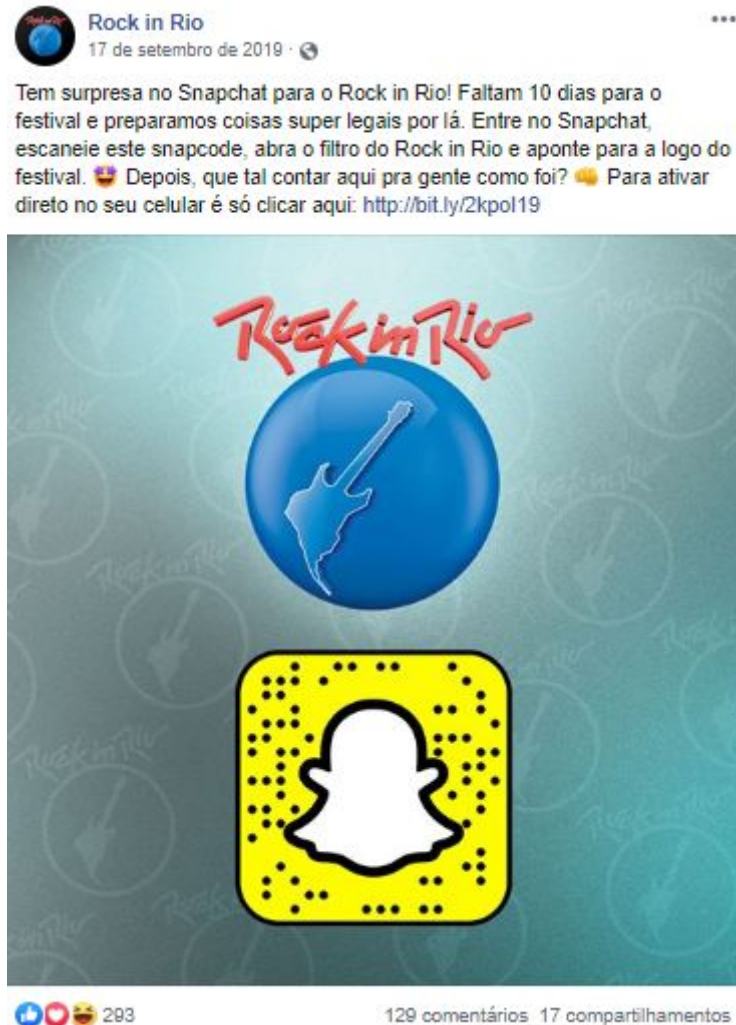 Rock in Rio
17 de setembro de 2019 ·
Tem surpresa no Snapchat para o Rock in Rio! Faltam 10 dias para o
festival e preparamos coisas super legais por lá. Entre no Snapchat,
escaneie este snapcode, abra o filtro do Rock in Rio e aponte para a logo do
festival. 🤩 Depois, que tal contar aqui pra gente como foi? 👊 Para ativar
direto no seu celular é só clicar aqui: http://bit.ly/2kpoI19
Rock in Rio
293
129 comentários 17 compartilhamentos